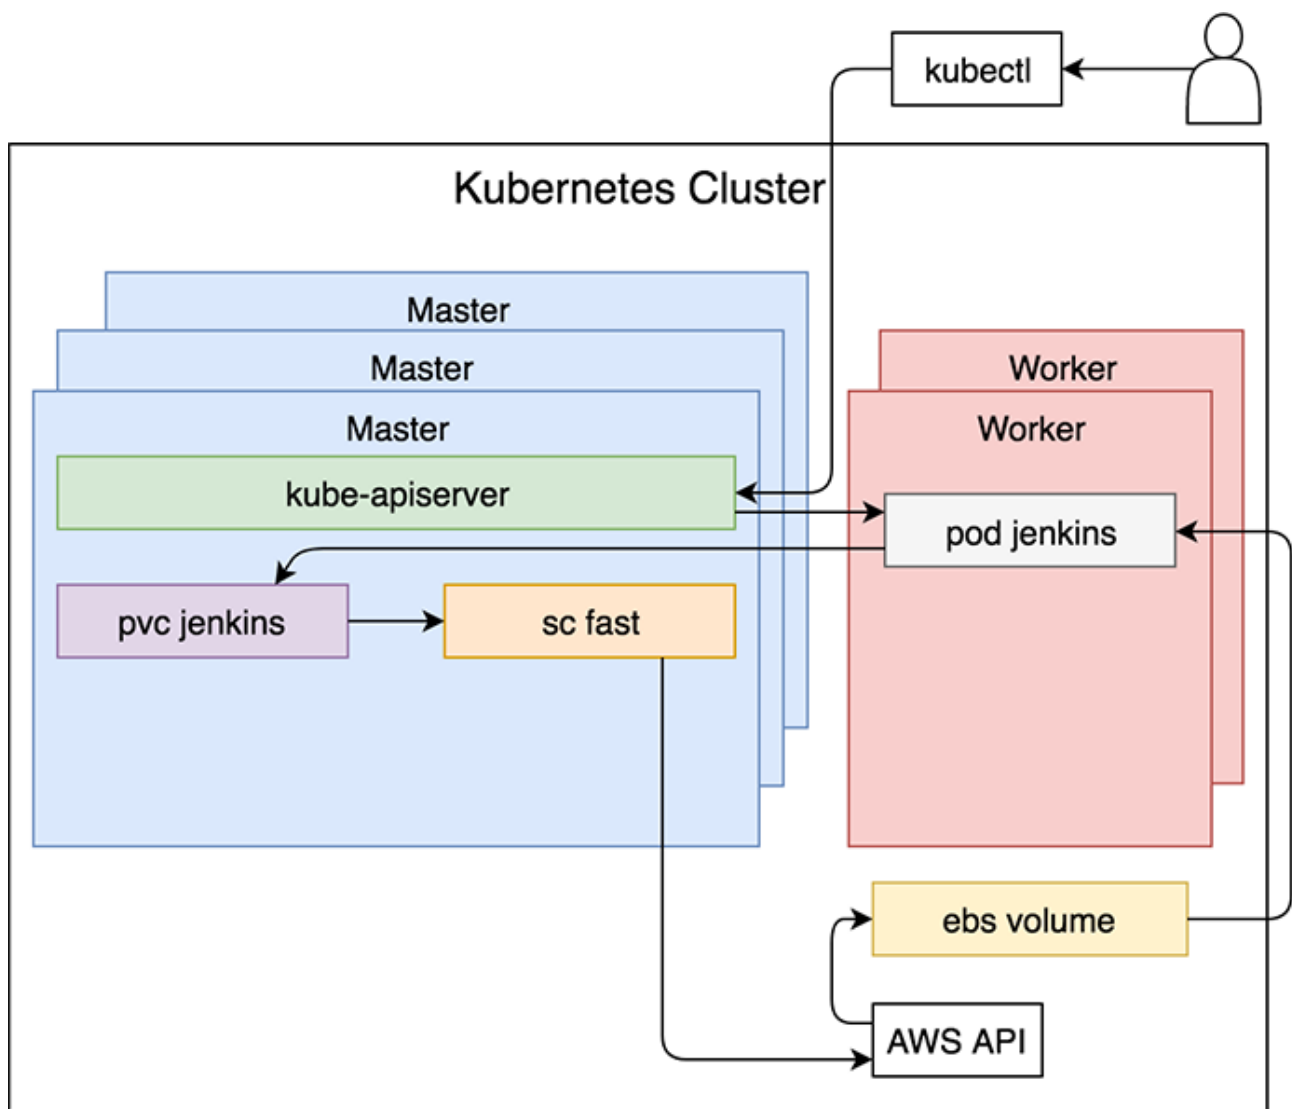 kubectl
Kubernetes Cluster
Master
Master
Master
Worker
Worker
kube-apiserver
pod jenkins
pvc jenkins
sc fast
ebs volume
AWS API